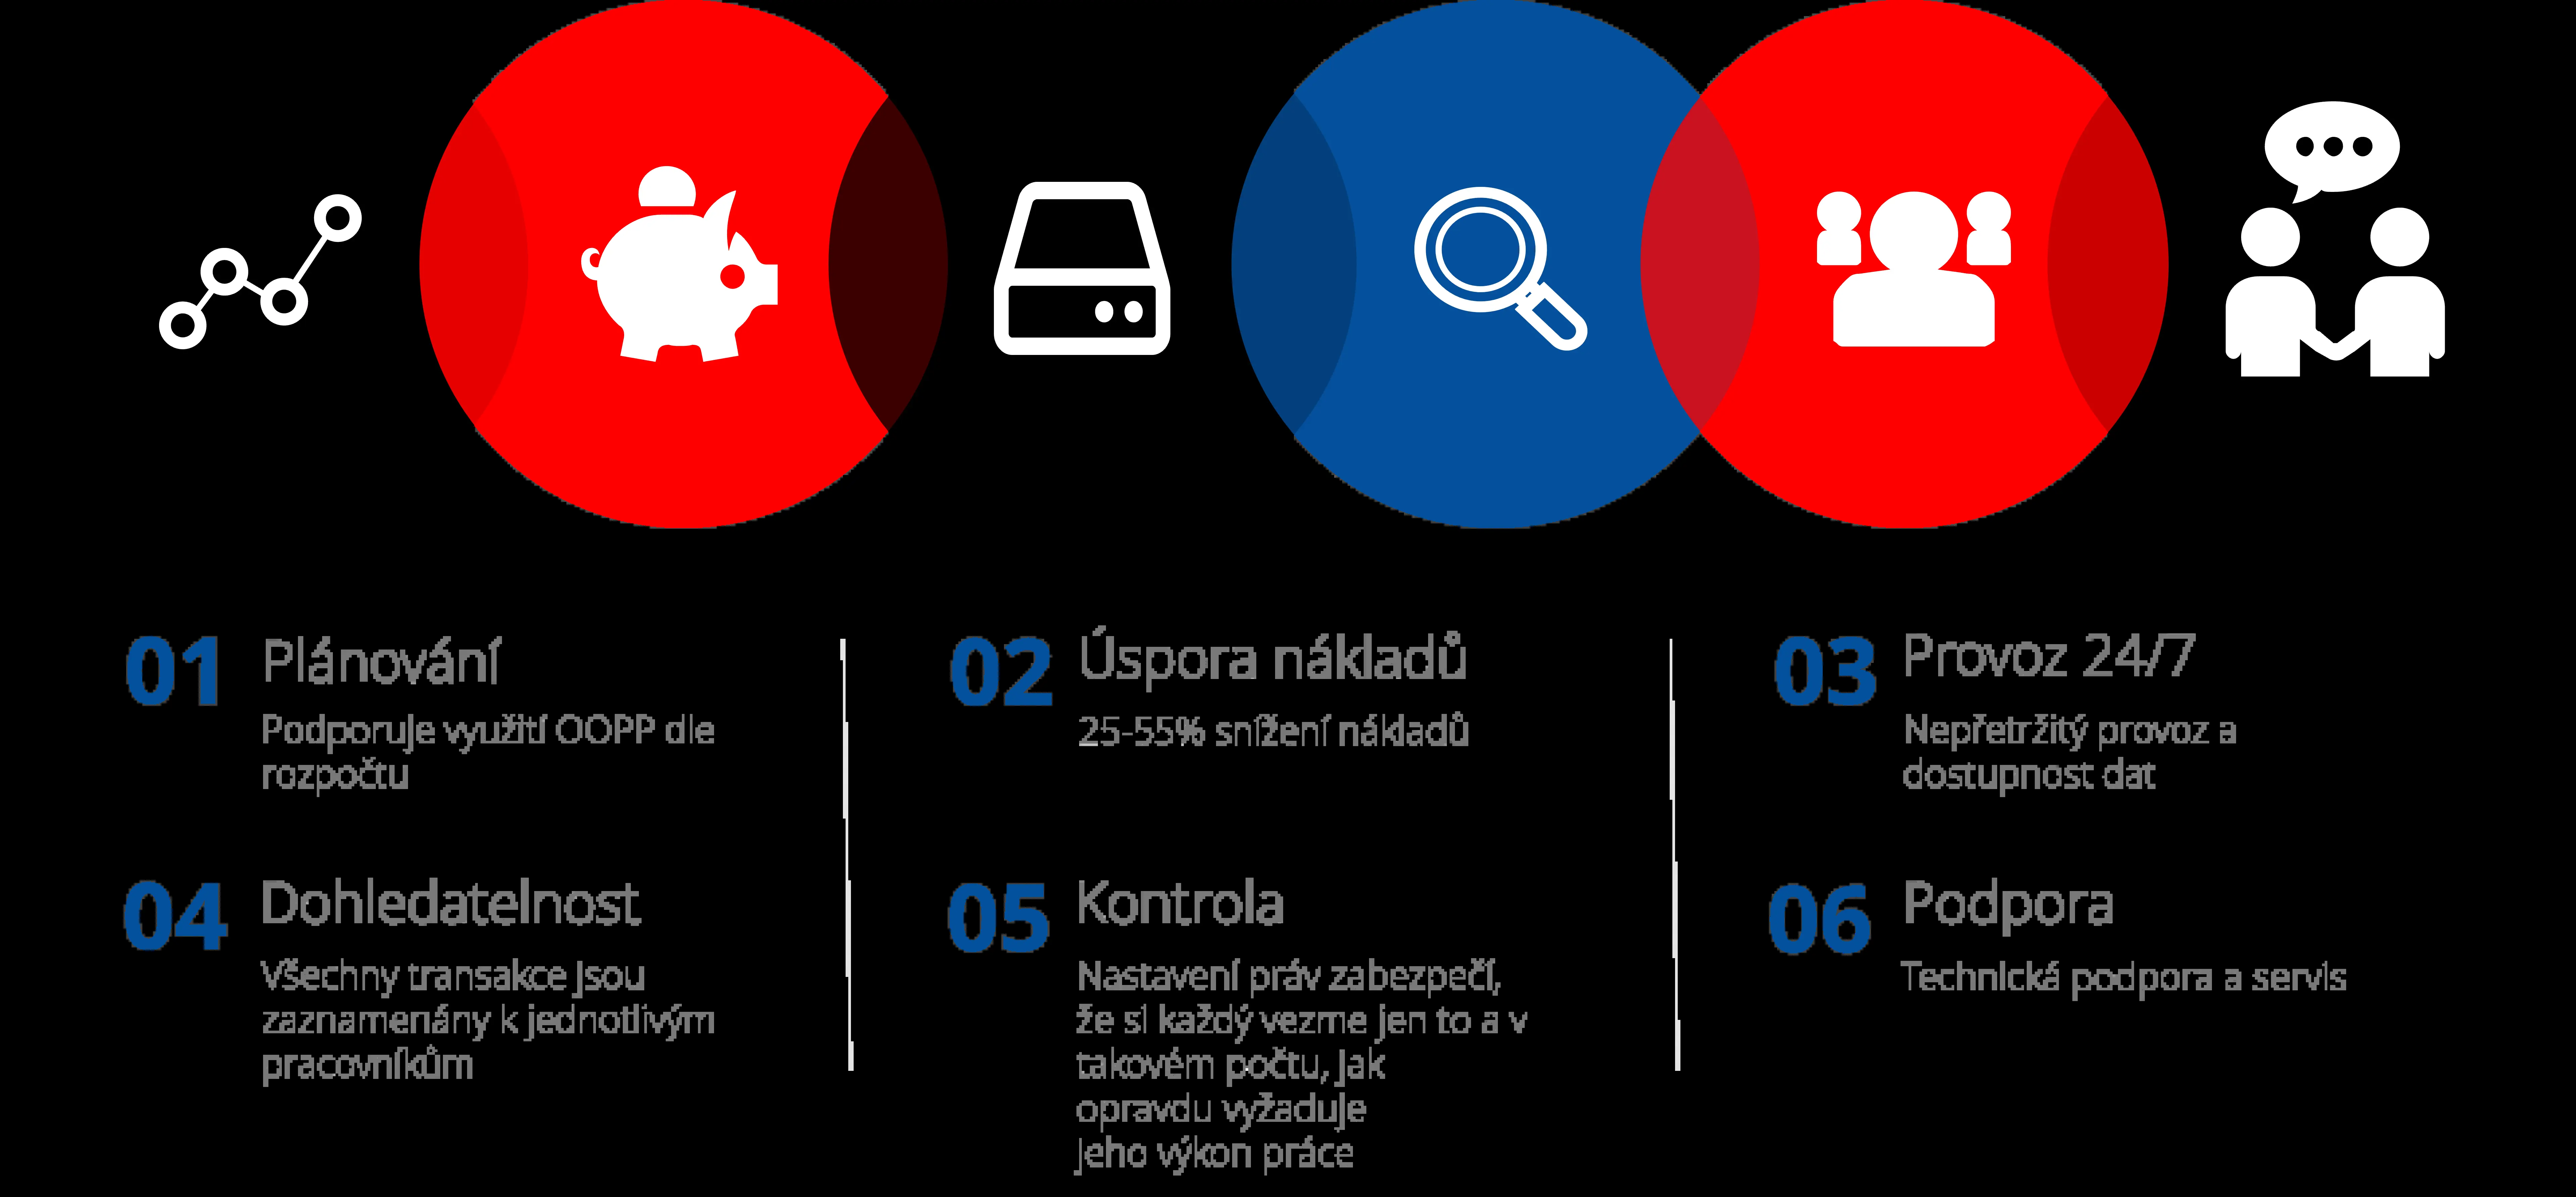 01 Plánování
Podporuje využití OOPP dle
rozpočtu
02 Úspora nákladů
25-55% snížení nákladů
03 Provoz 24/7
Nepřetržitý provoz a
dostupnost dat
04 Dohledatelnost
Všechny transakce jsou
zaznamenány k jednotlivým
pracovníkům
05 Kontrola
Nastavení práv zabezpečí,
že si každý vezme jen to a v
takovém počtu, jak
opravdu vyžaduje
jeho výkon práce
06 Podpora
Technická podpora a servis